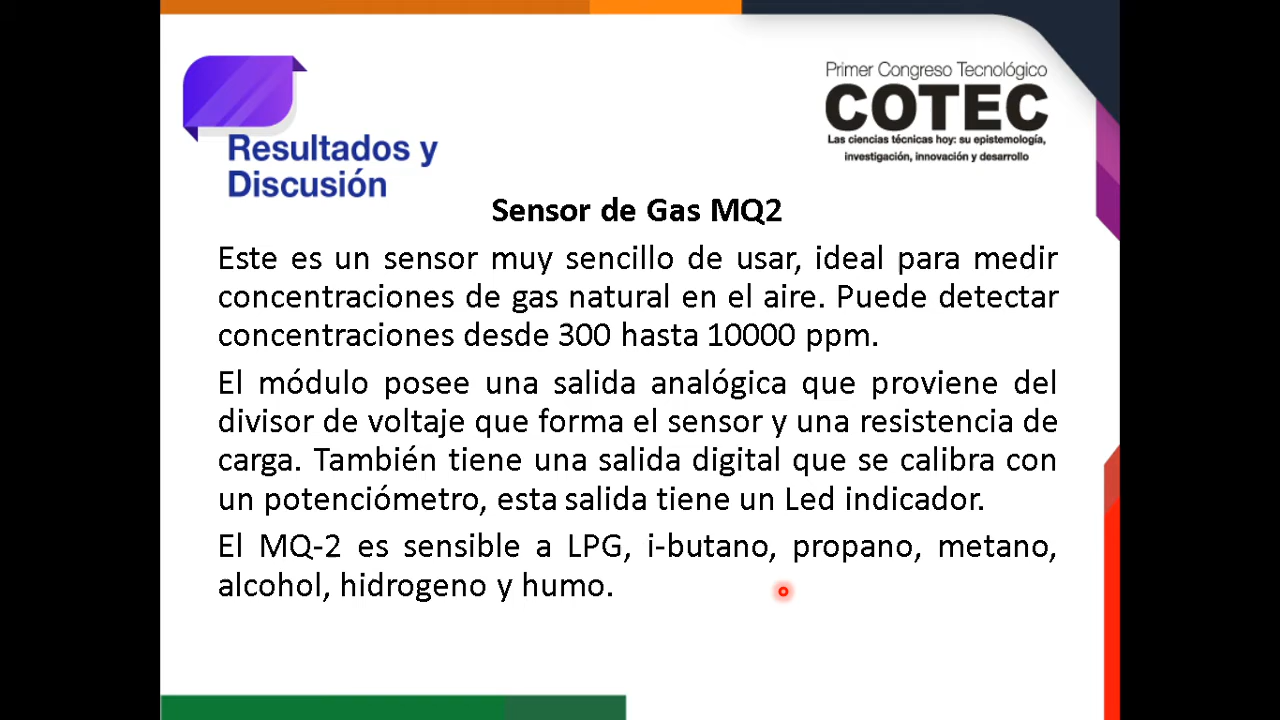 Primer Congreso Tecnológico
COTEC
Las ciencias técnicas hoy: su epistemología,
investigación, innovación y desarrollo
Resultados y
Discusión
Sensor de Gas MQ2
Este es un sensor muy sencillo de usar, ideal para medir
concentraciones de gas natural en el aire. Puede detectar
concentraciones desde 300 hasta 10000 ppm.
El módulo posee una salida analógica que proviene del
divisor de voltaje que forma el sensor y una resistencia de
carga. También tiene una salida digital que se calibra con
un potenciómetro, esta salida tiene un Led indicador.
El MQ-2 es sensible a LPG, i-butano, propano, metano,
alcohol, hidrogeno y humo.